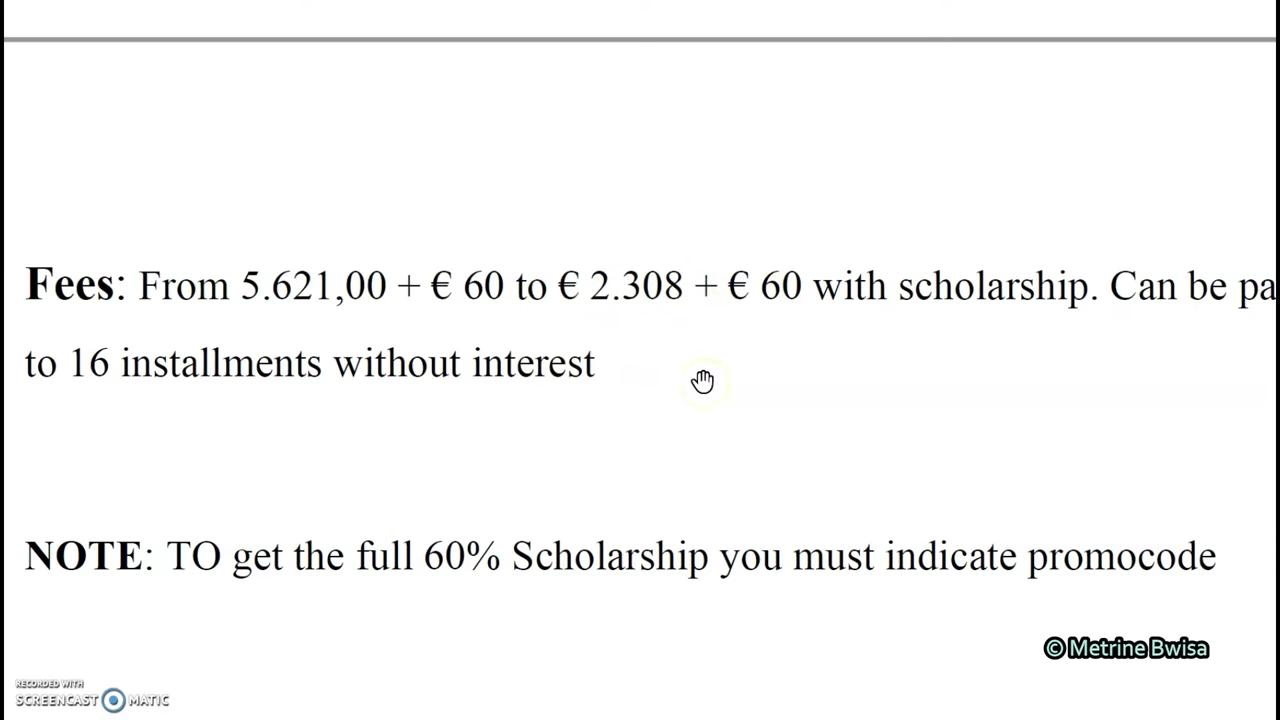 Fees: From 5.621,00 + € 60 to € 2.308 + € 60 with scholarship. Can be pa
to 16 installments without interest
NOTE: TO get the full 60% Scholarship you must indicate promocode
© Metrine Bwisa
RECORDED WITH
SCREENCAST MATIC